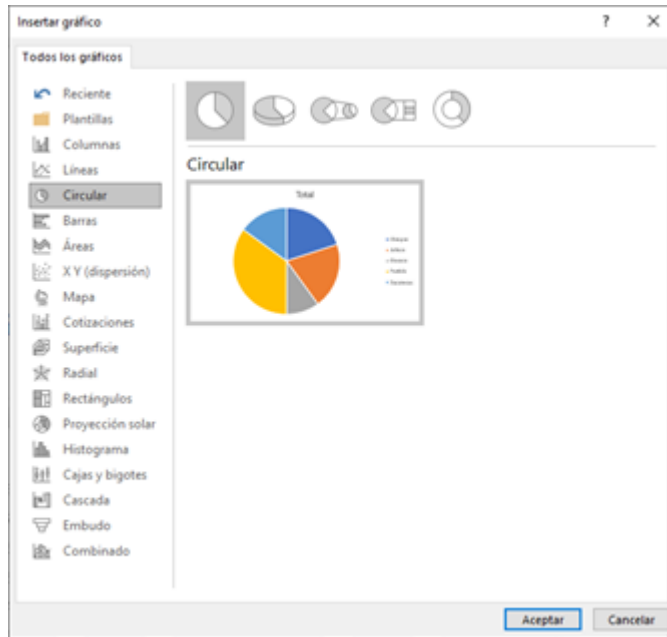 Insertar gráfico
Todos los gráficos
Reciente
Plantillas
Columnas
Líneas
Circular
Barras
Áreas
X Y (dispersión)
Mapa
Cotizaciones
Superficie
Radial
Rectángulos
Proyección solar
Histograma
Cajas y bigotes
Cascada
Embudo
Combinado
Circular
Total
Aceptar
Cancelar